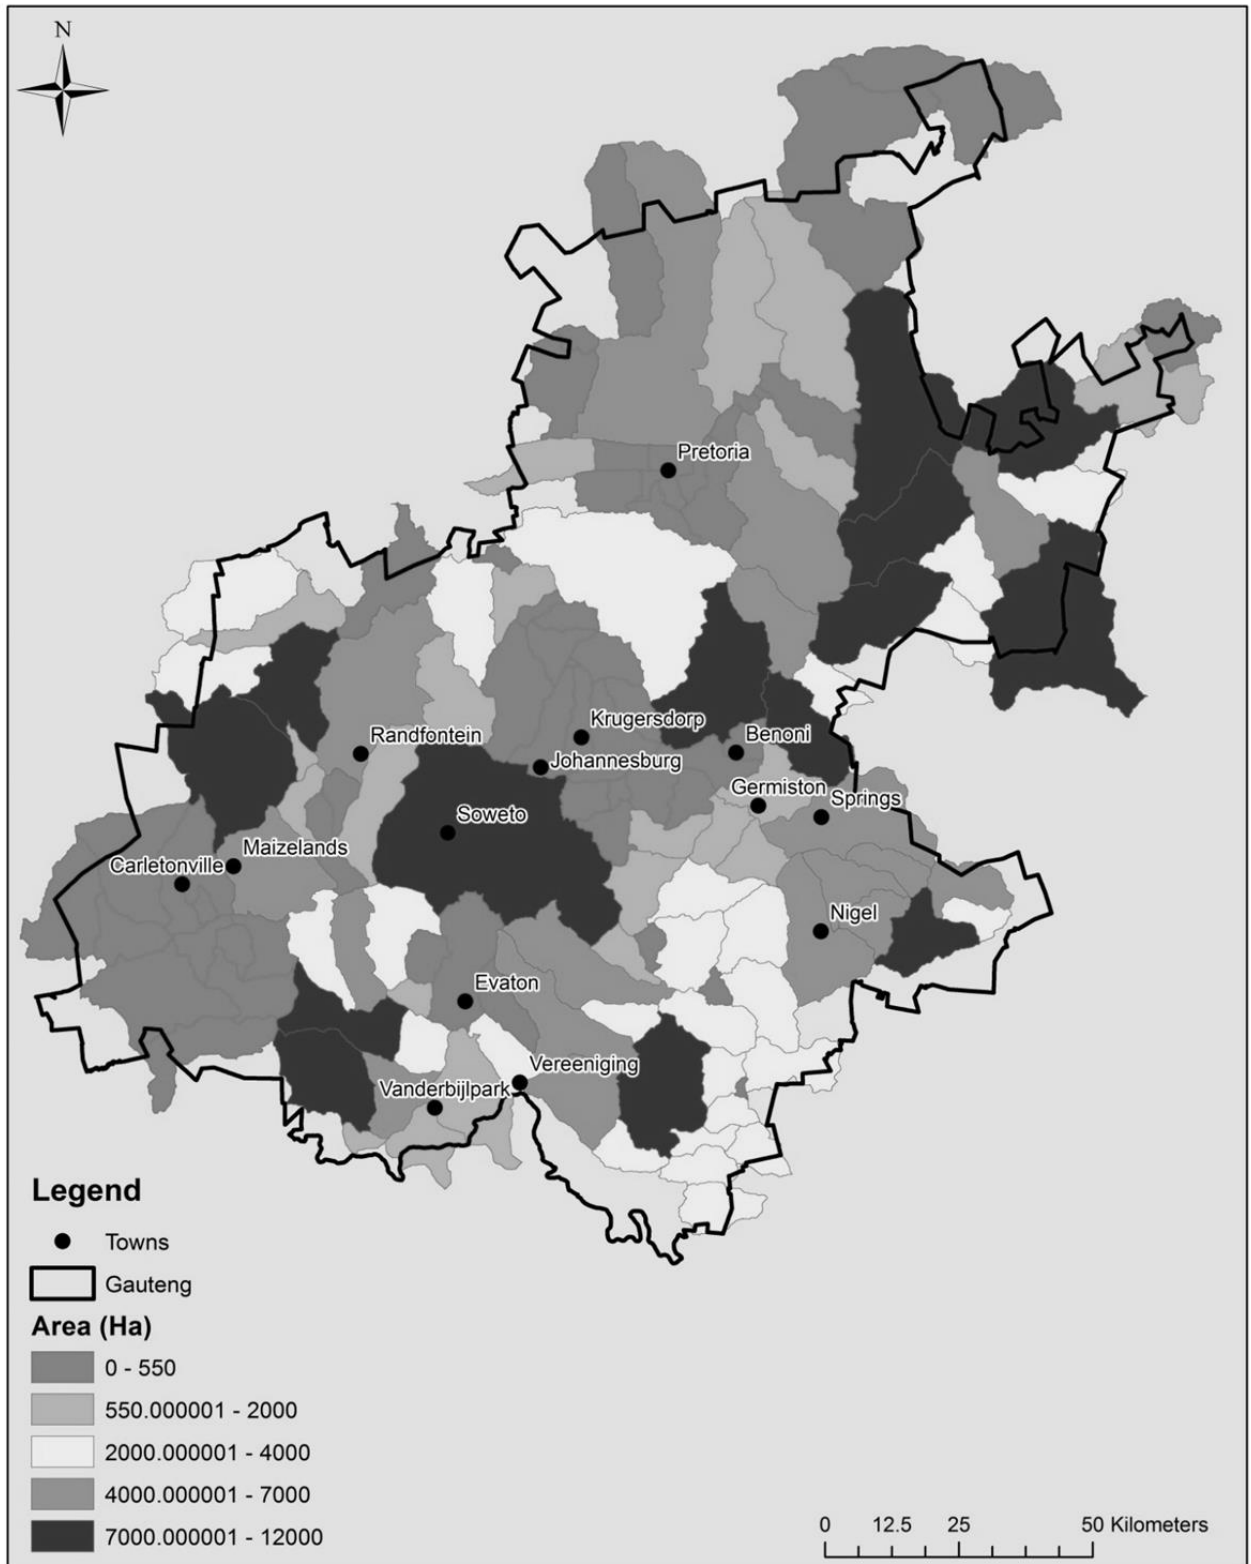 N
Pretoria
Krugersdorp
Randfontein
Benoni
Johannesburg
Germiston
Springs
Soweto
Maizelands
Carletonville
Nigel
Evaton
Vereeniging
Vanderbijlpark
Legend
Towns
Gauteng
Area (Ha)
0 - 550
550.000001 - 2000
2000.000001 - 4000
4000.000001 - 7000
7000.000001 - 12000
0 12.5 25 50 Kilometers